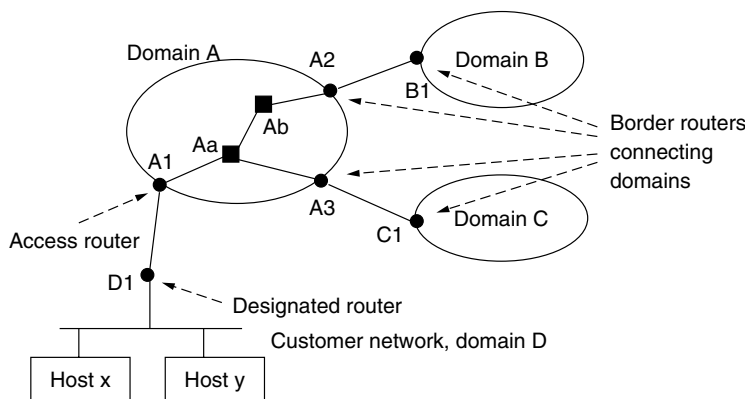 Domain A
A2
Domain B
B1
Ab
Aa
Border routers
connecting
domains
A1
A3
Domain C
C1
Access router
D1
Designated router
Customer network, domain D
Host x
Host y